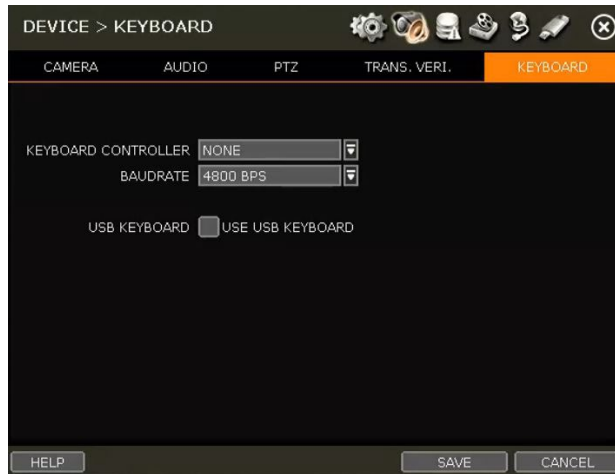 DEVICE > KEYBOARD
CAMERA AUDIO PTZ TRANS. VERI. KEYBOARD
KEYBOARD CONTROLLER NONE
BAUDRATE 4800 BPS
USB KEYBOARD USE USB KEYBOARD
HELP SAVE CANCEL